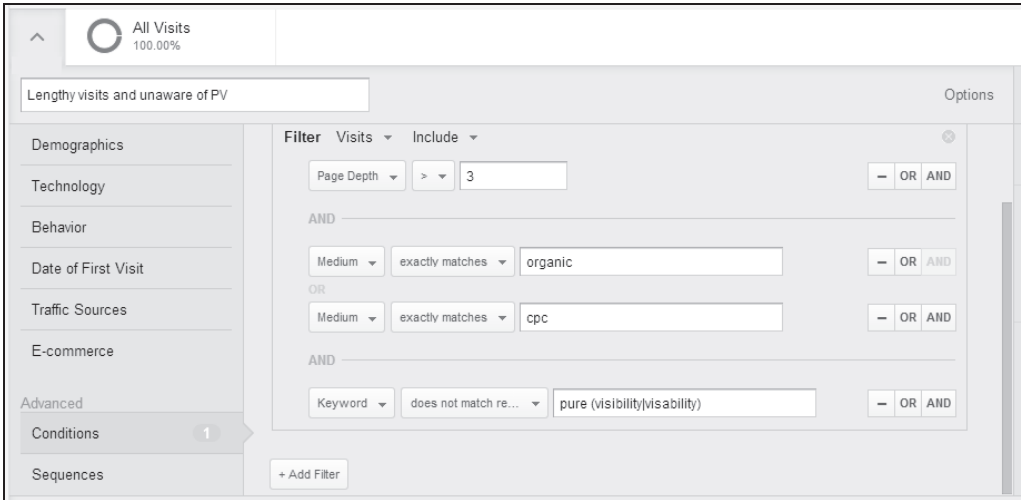 All Visits
100.00%
Lengthy visits and unaware of PV
Options
Demographics
Technology
Behavior
Date of First Visit
Traffic Sources
E-commerce
Advanced
Conditions 1
Sequences
Filter Visits Include
Page Depth > 3 – OR AND
AND
Medium exactly matches organic – OR AND
OR
Medium exactly matches cpc – OR AND
AND
Keyword does not match re... pure (visibility|visability) – OR AND
+ Add Filter